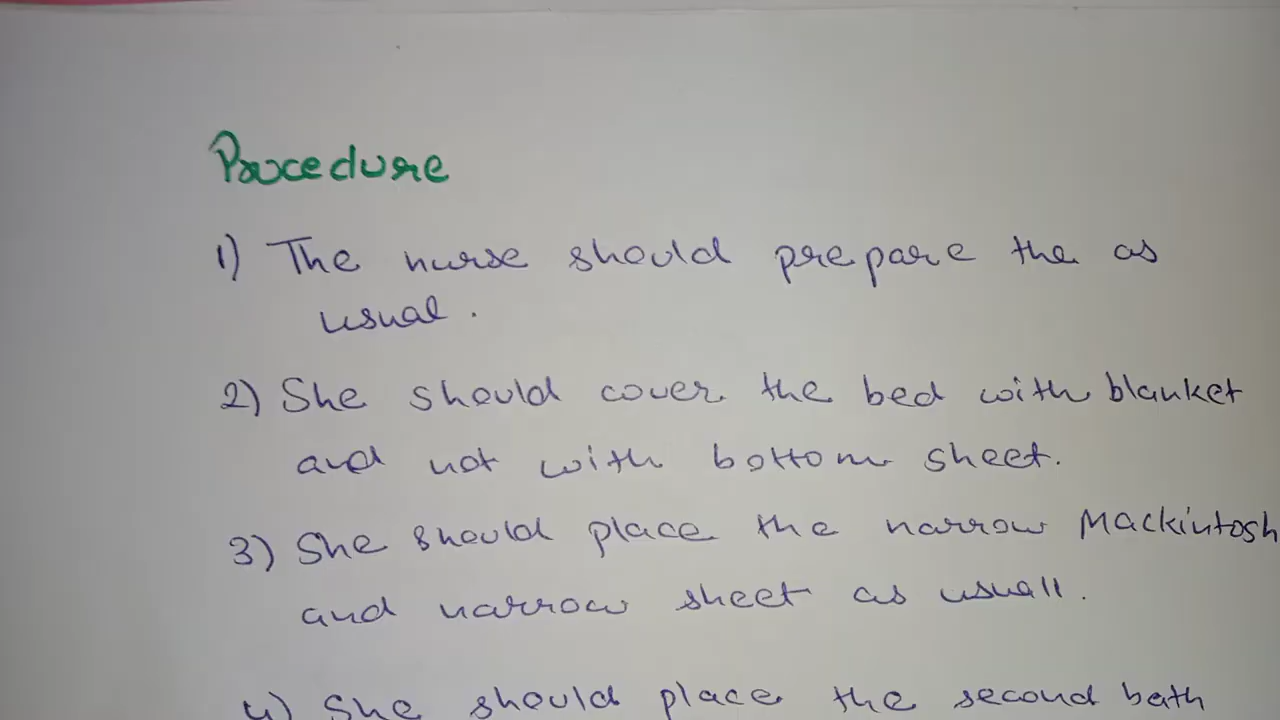 Procedure
1) The nurse should prepare the as
usual.
2) She should cover the bed with blanket
and not with bottom sheet.
3) She should place the narrow Mackintosh
and narrow sheet as usuall.
4) She should place the second bath